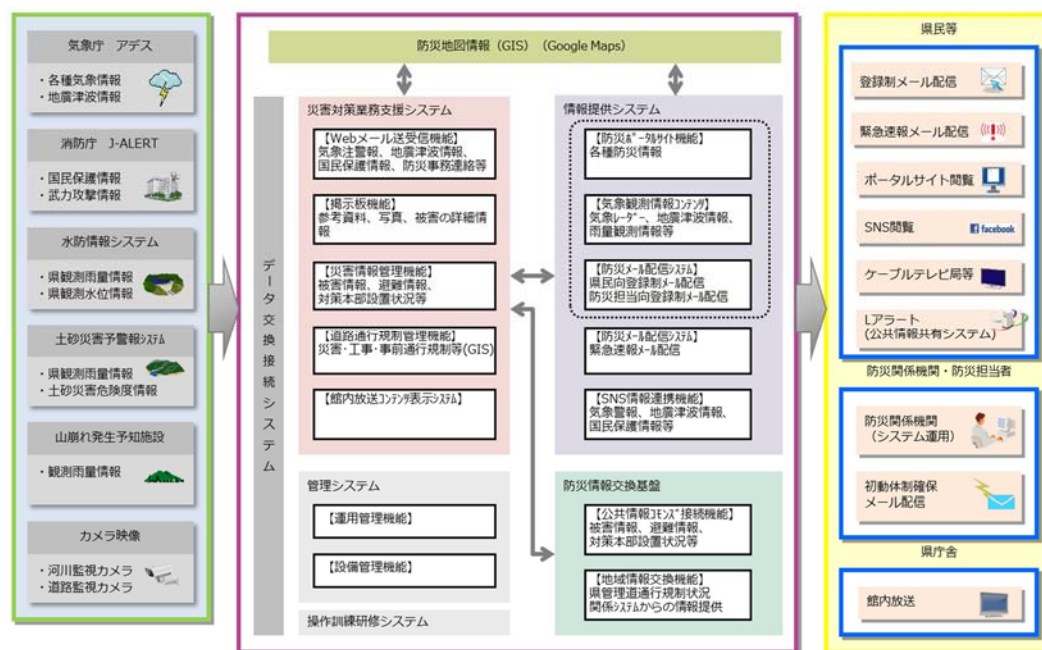 気象庁 アデス
・各種気象情報
・地震津波情報
消防庁 J-ALERT
・国民保護情報
・武力攻撃情報
水防情報システム
・県観測雨量情報
・県観測水位情報
土砂災害予警報ｼｽﾃﾑ
・県観測雨量情報
・土砂災害危険度情報
山崩れ発生予知施設
・観測雨量情報
カメラ映像
・河川監視カメラ
・道路監視カメラ
防災地図情報（GIS）（Google Maps）
データ交換接続システム
災害対策業務支援システム
【Webメール送受信機能】
気象注警報、地震津波情報、
国民保護情報、防災事務連絡等
【掲示板機能】
参考資料、写真、被害の詳細情
報
【災害情報管理機能】
被害情報、避難情報、
対策本部設置状況等
【道路通行規制管理機能】
災害･工事･事前通行規制等(GIS)
【館内放送ｺﾝﾃﾝﾂ表示ｼｽﾃﾑ】
管理システム
【運用管理機能】
【設備管理機能】
操作訓練研修システム
情報提供システム
【防災ﾎﾟｰﾀﾙｻｲﾄ機能】
各種防災情報
【気象観測情報ｺﾝﾃﾝﾂ】
気象ﾚｰﾀﾞｰ、地震津波情報、
雨量観測情報等
【防災ﾒｰﾙ配信ｼｽﾃﾑ】
県民向登録制ﾒｰﾙ配信
防災担当向登録制ﾒｰﾙ配信
【防災ﾒｰﾙ配信ｼｽﾃﾑ】
緊急速報ﾒｰﾙ配信
【SNS情報連携機能】
気象警報、地震津波情報、
国民保護情報等
防災情報交換基盤
【公共情報ｺﾓﾝｽﾞ接続機能】
被害情報、避難情報、
対策本部設置状況等
【地域情報交換機能】
県管理道通行規制状況
関係ｼｽﾃﾑからの情報提供
県民等
登録制メール配信
緊急速報メール配信
ポータルサイト閲覧
SNS閲覧
facebook
ケーブルテレビ局等
Lアラート
(公共情報共有システム)
防災関係機関・防災担当者
防災関係機関
（システム運用）
初動体制確保
メール配信
県庁舎
館内放送